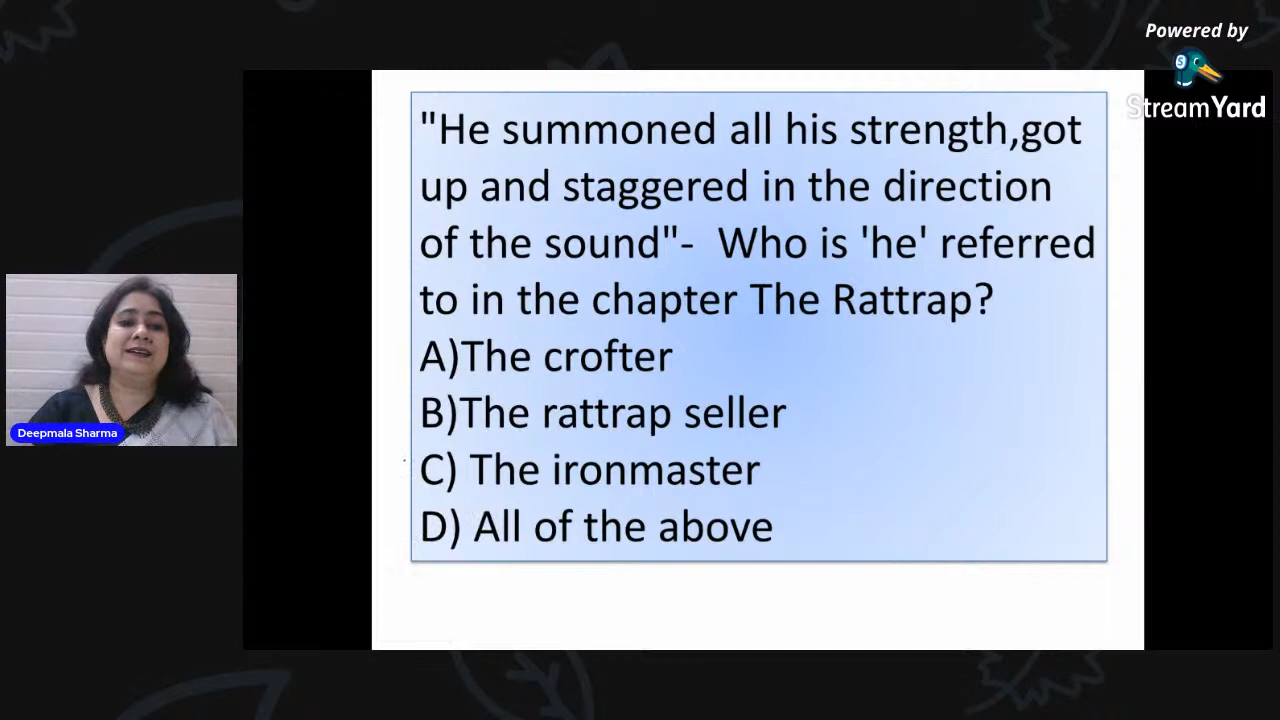 Powered by
StreamYard
"He summoned all his strength,got
up and staggered in the direction
of the sound"-  Who is 'he' referred
to in the chapter The Rattrap?
A)The crofter
B)The rattrap seller
C) The ironmaster
D) All of the above
Deepmala Sharma